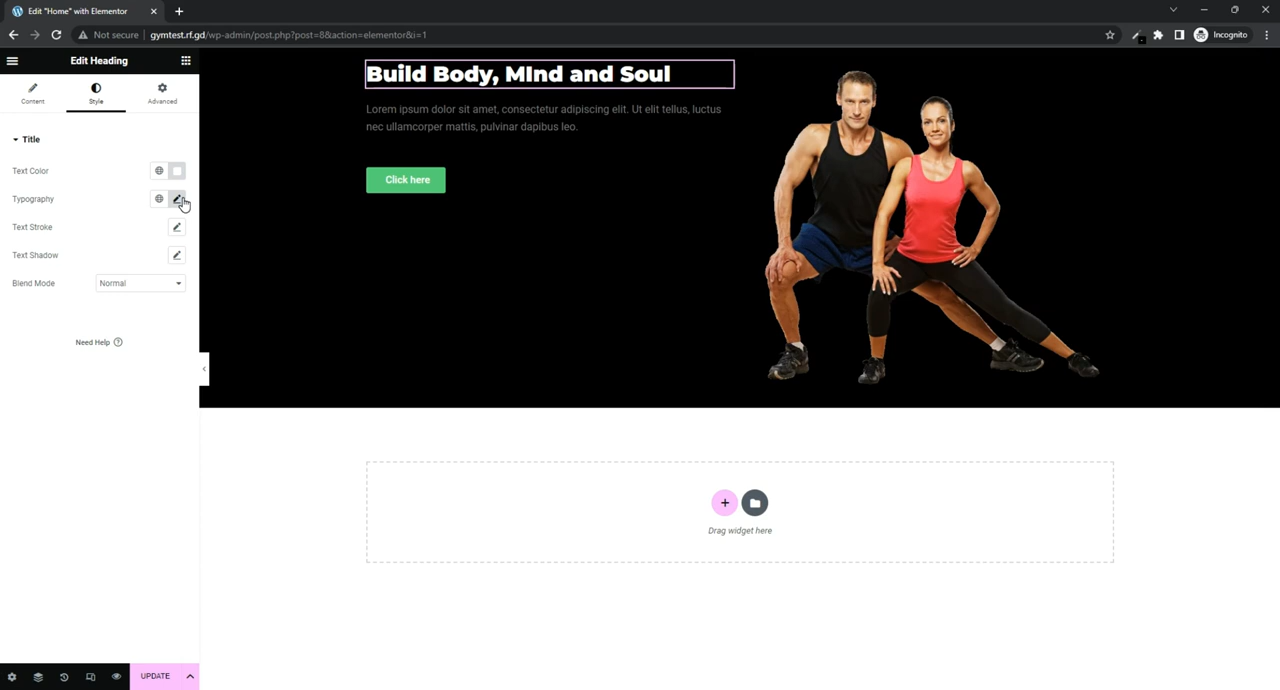 Edit "Home" with Elementor
Not secure gymtest.rf.gd/wp-admin/post.php?post=8&action=elementor&i=1
Incognito
Edit Heading
Content Style Advanced
Title
Text Color
Typography
Text Stroke
Text Shadow
Blend Mode Normal
Need Help
UPDATE
Build Body, MInd and Soul
Lorem ipsum dolor sit amet, consectetur adipiscing elit. Ut elit tellus, luctus
nec ullamcorper mattis, pulvinar dapibus leo.
Click here
Drag widget here